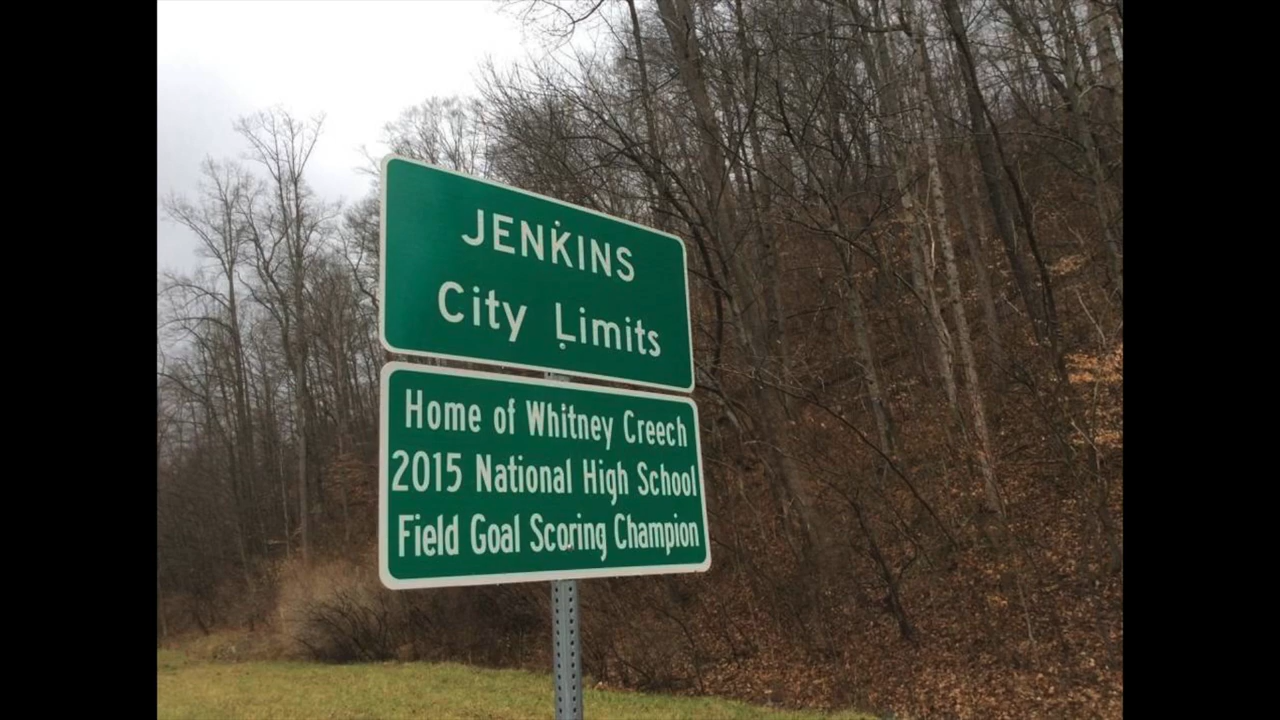 JENKINS
City Limits
Home of Whitney Creech
2015 National High School
Field Goal Scoring Champion